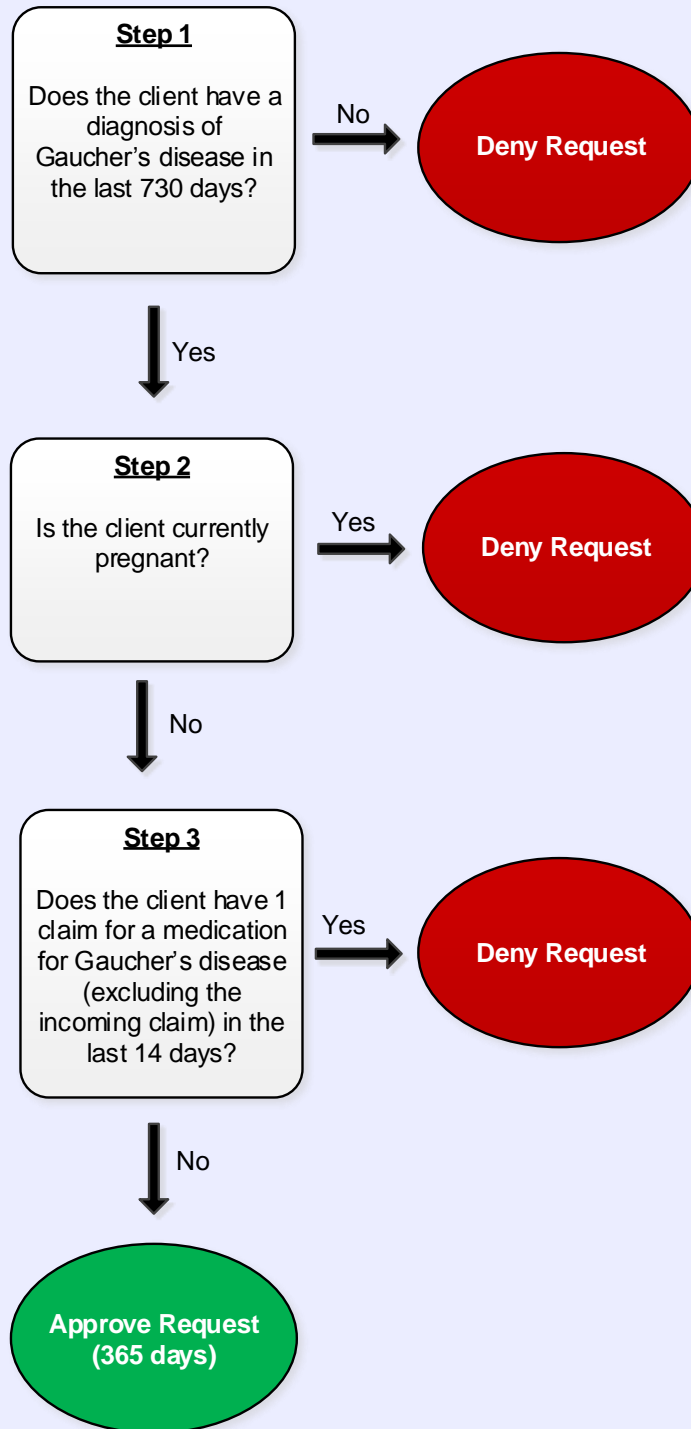 Step 1
Does the client have a
diagnosis of
Gaucher’s disease in
the last 730 days?
No
Deny Request
Yes
Step 2
Is the client currently
pregnant?
Yes
Deny Request
No
Step 3
Does the client have 1
claim for a medication
for Gaucher’s disease
(excluding the
incoming claim) in the
last 14 days?
Yes
Deny Request
No
Approve Request
(365 days)